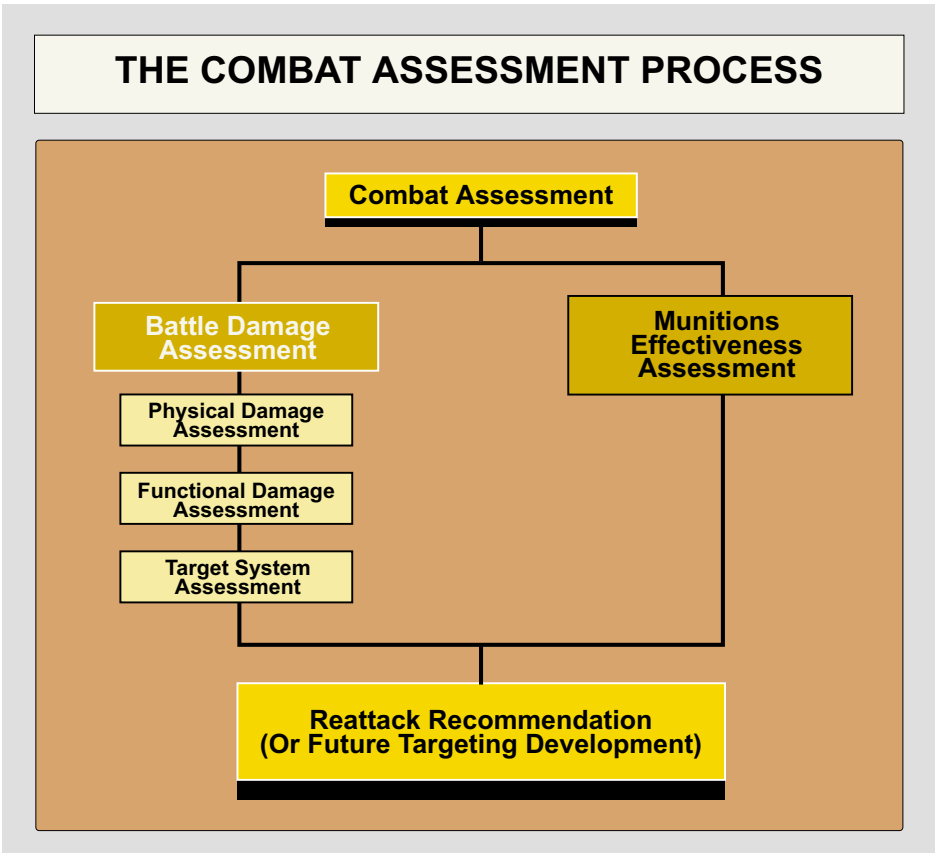 THE COMBAT ASSESSMENT PROCESS
Combat Assessment
Battle Damage
Assessment
Munitions
Effectiveness
Assessment
Physical Damage
Assessment
Functional Damage
Assessment
Target System
Assessment
Reattack Recommendation
(Or Future Targeting Development)